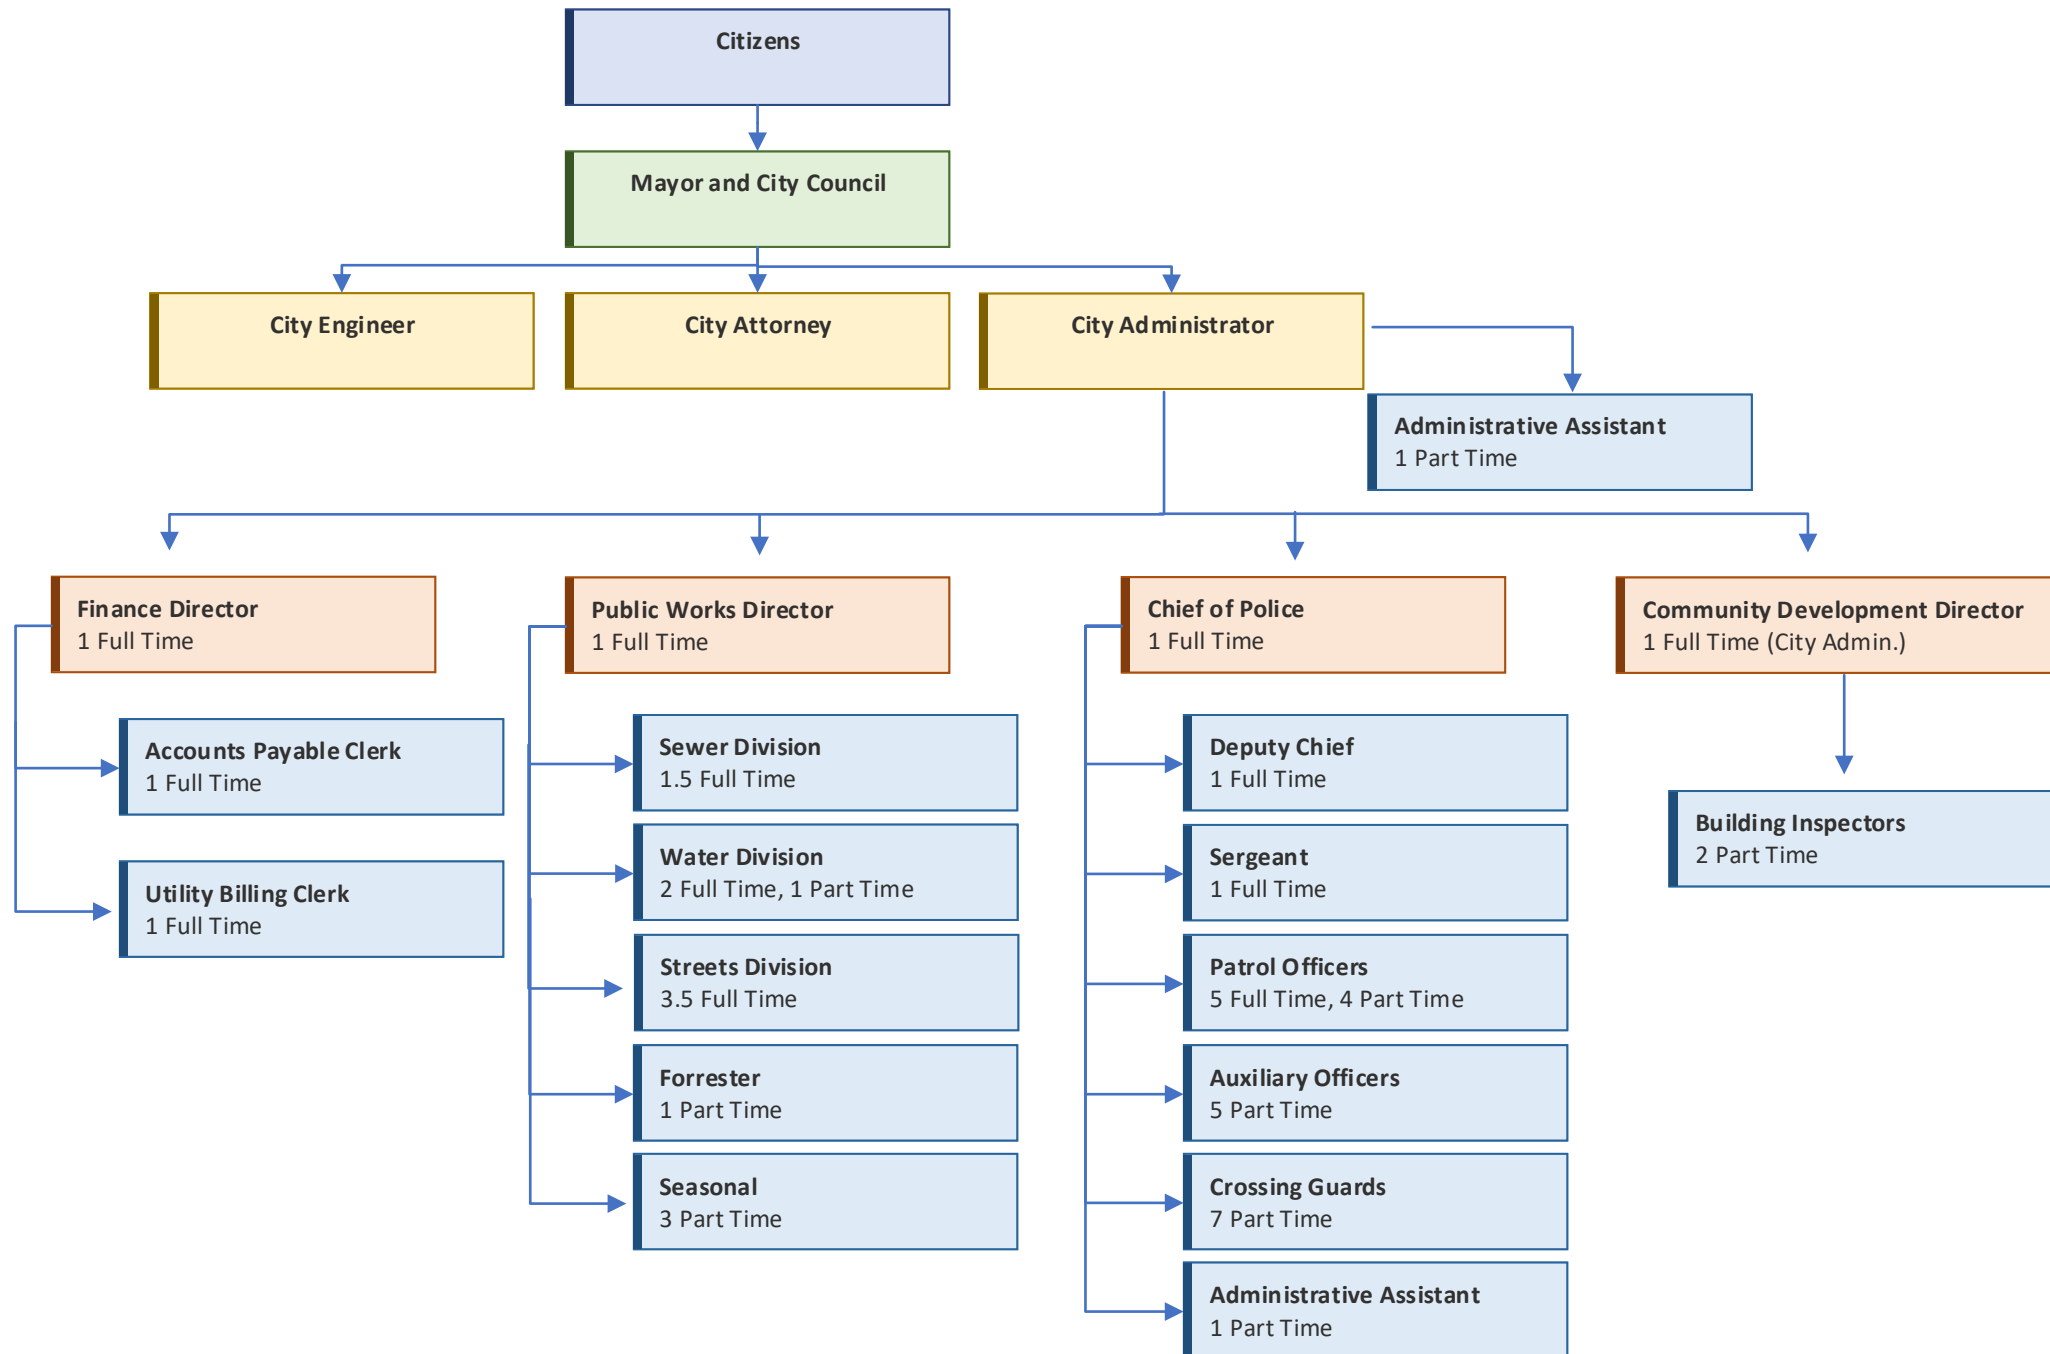 Citizens
Mayor and City Council
City Engineer
City Attorney
City Administrator
Administrative Assistant
1 Part Time
Finance Director
1 Full Time
Accounts Payable Clerk
1 Full Time
Utility Billing Clerk
1 Full Time
Public Works Director
1 Full Time
Sewer Division
1.5 Full Time
Water Division
2 Full Time, 1 Part Time
Streets Division
3.5 Full Time
Forrester
1 Part Time
Seasonal
3 Part Time
Chief of Police
1 Full Time
Deputy Chief
1 Full Time
Sergeant
1 Full Time
Patrol Officers
5 Full Time, 4 Part Time
Auxiliary Officers
5 Part Time
Crossing Guards
7 Part Time
Administrative Assistant
1 Part Time
Community Development Director
1 Full Time (City Admin.)
Building Inspectors
2 Part Time